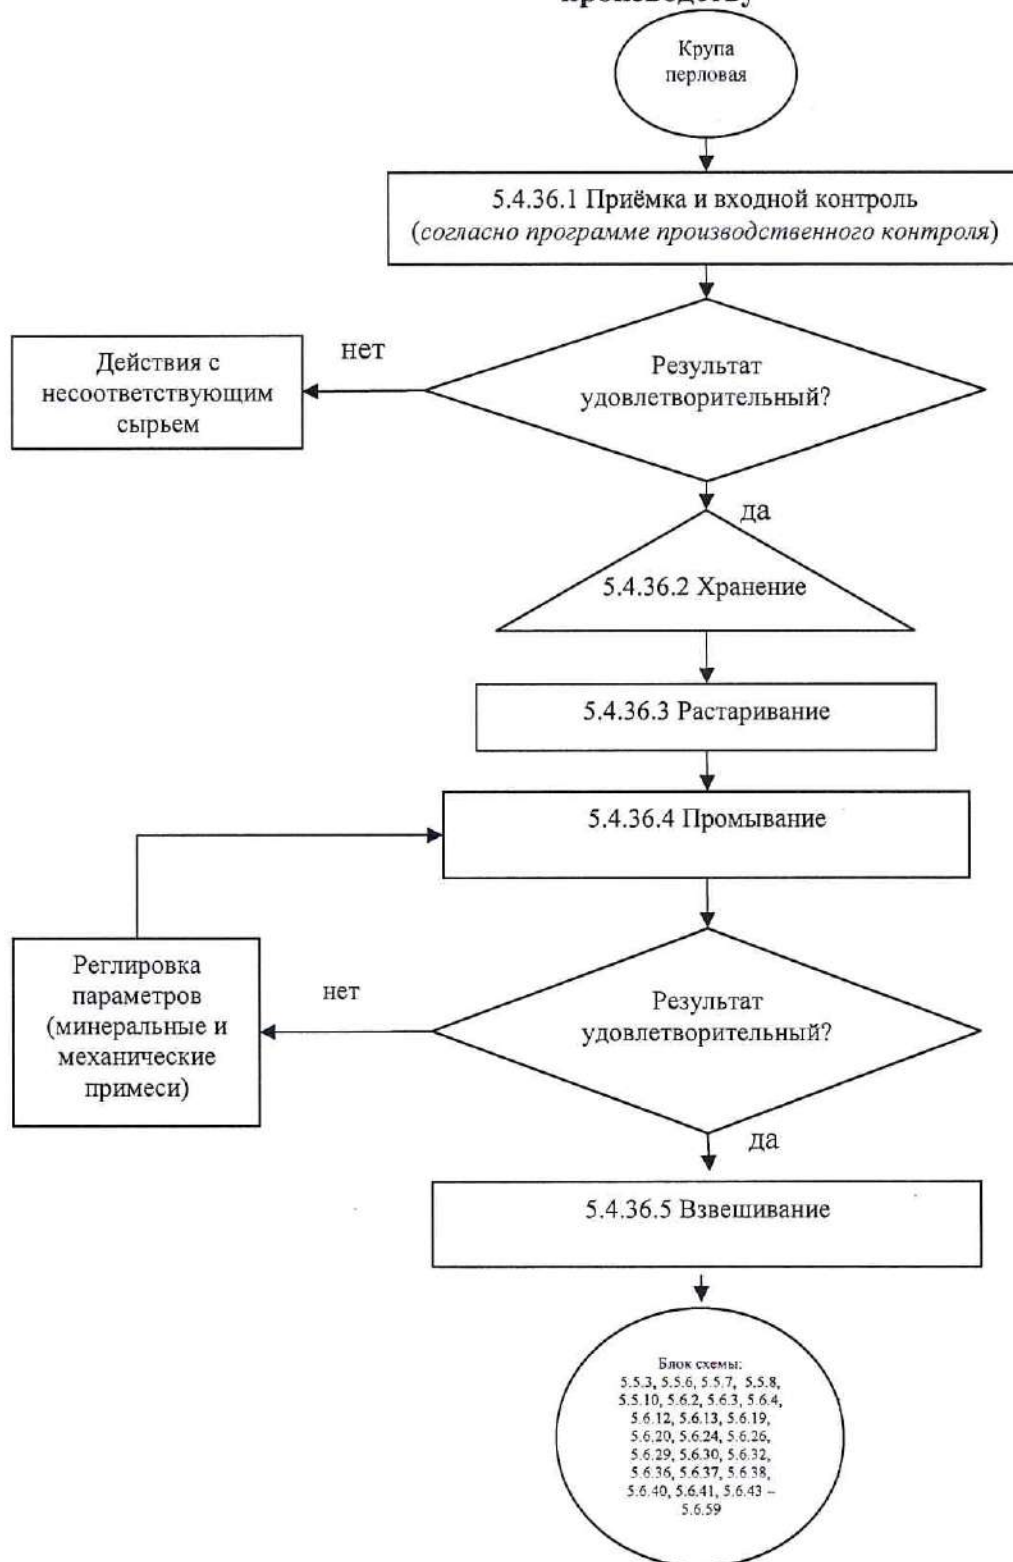 производству
Крупа
перловая
5.4.36.1 Приёмка и входной контроль
(согласно программе производственного контроля)
нет
Действия с
несоответствующим
сырьем
Результат
удовлетворительный?
да
5.4.36.2 Хранение
5.4.36.3 Растаривание
5.4.36.4 Промывание
Реглировка
параметров
(минеральные и
механические
примеси)
нет
Результат
удовлетворительный?
да
5.4.36.5 Взвешивание
Блок схемы:
5.5.3, 5.5.6, 5.5.7, 5.5.8,
5.5.10, 5.6.2, 5.6.3, 5.6.4,
5.6.12, 5.6.13, 5.6.19,
5.6.20, 5.6.24, 5.6.26,
5.6.29, 5.6.30, 5.6.32,
5.6.36, 5.6.37, 5.6.38,
5.6.40, 5.6.41, 5.6.43 –
5.6.59